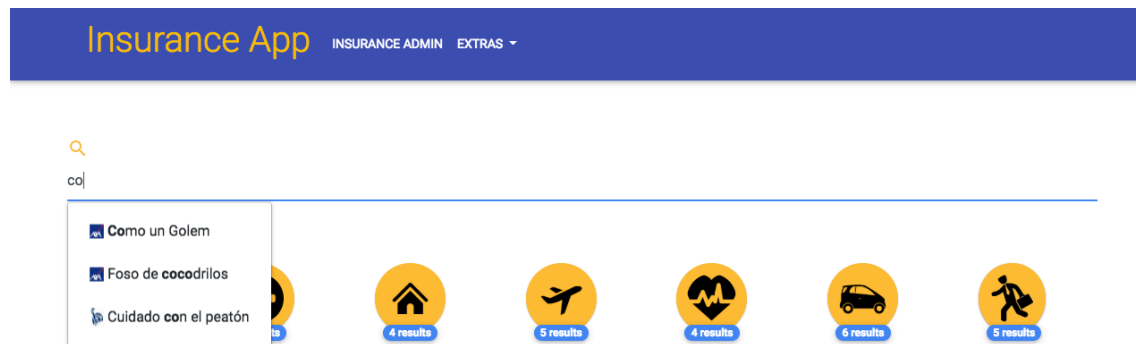 Insurance App INSURANCE ADMIN EXTRAS
co
Como un Golem
Foso de cocodrilos
Cuidado con el peatón
4 results 5 results 4 results 6 results 5 results